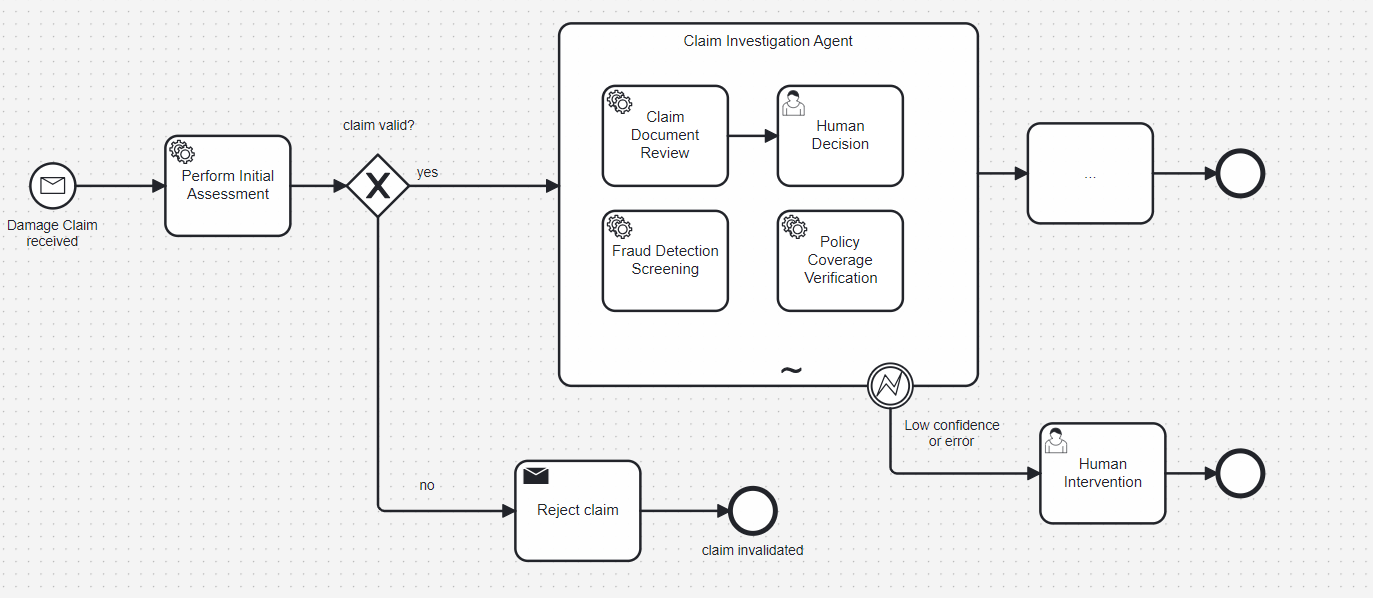 Claim Investigation Agent
Claim
Document
Review
Human
Decision
claim valid?
Perform Initial
Assessment
yes
...
Damage Claim
received
Fraud Detection
Screening
Policy
Coverage
Verification
Low confidence
or error
Human
Intervention
no
Reject claim
claim invalidated